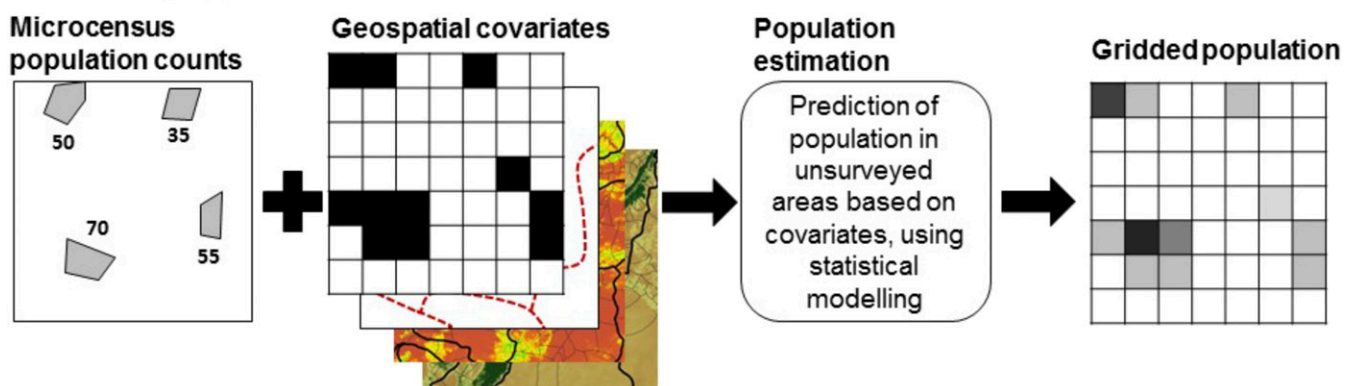 Microcensus
population counts
50
35
70
55
Geospatial covariates
Population
estimation
Prediction of
population in
unsurveyed
areas based on
covariates, using
statistical
modelling
Gridded population